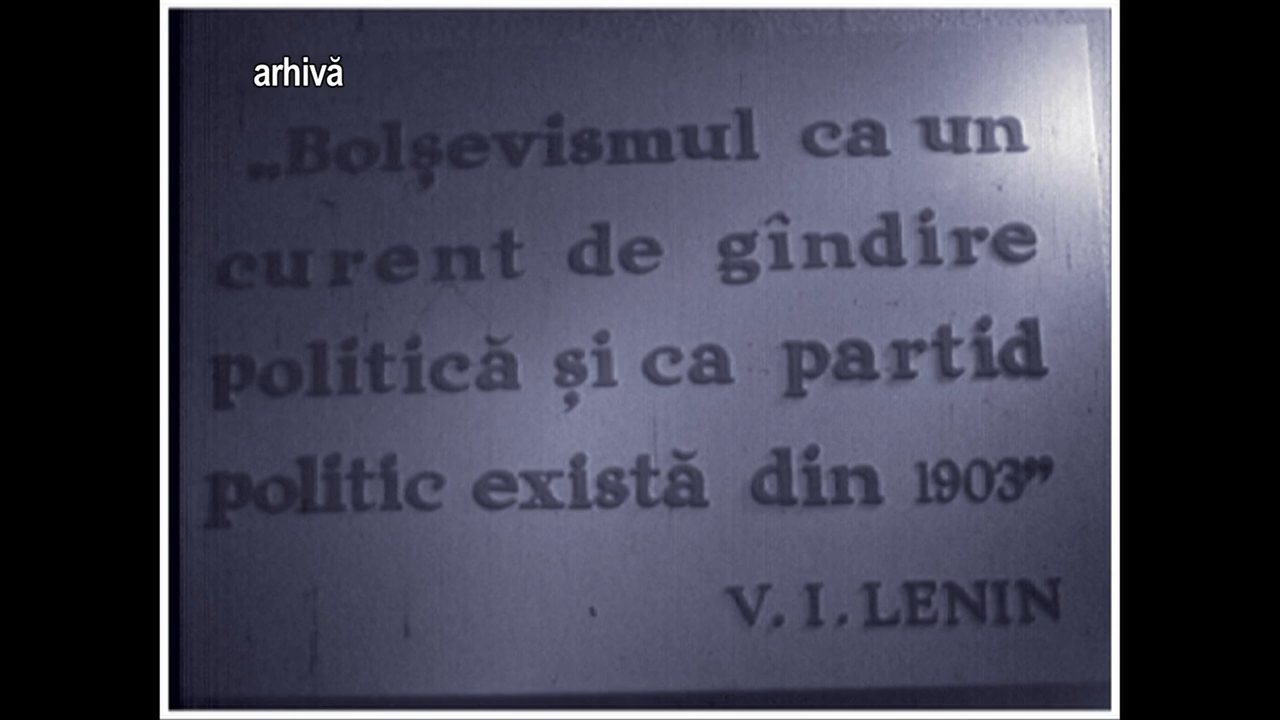 arhivă
„Bolșevismul ca un
curent de gîndire
politică și ca partid
politic există din 1903”
V. I. LENIN